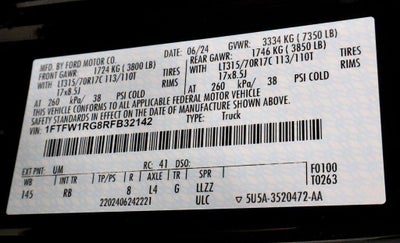 MFD. BY FORD MOTOR CO.
DATE: 06/24 GVWR: 3334 KG (7350 LB)
FRONT GAWR: 1724 KG (3800 LB) REAR GAWR: 1746 KG (3850 LB)
LT315/70R17C 113/110T TIRES WITH LT315/70R17C 113/110T TIRES
17x8.5J RIMS 17x8.5J RIMS
AT 260 kPa/ 38 PSI COLD AT 260 kPa/ 38 PSI COLD
THIS VEHICLE CONFORMS TO ALL APPLICABLE FEDERAL MOTOR VEHICLE
SAFETY STANDARDS IN EFFECT ON THE DATE OF MANUFACTURE SHOWN ABOVE.
VIN: 1FTFW1RG8RFB32142 TYPE: Truck
EXT PNT: UM RC: 41 DSO: F0100
WB INT TR TP/PS R AXLE TR SPR T0263
145 RB 8 L4 G LLZZ
2202406242221 ULC ▽ 5U5A-3520472-AA